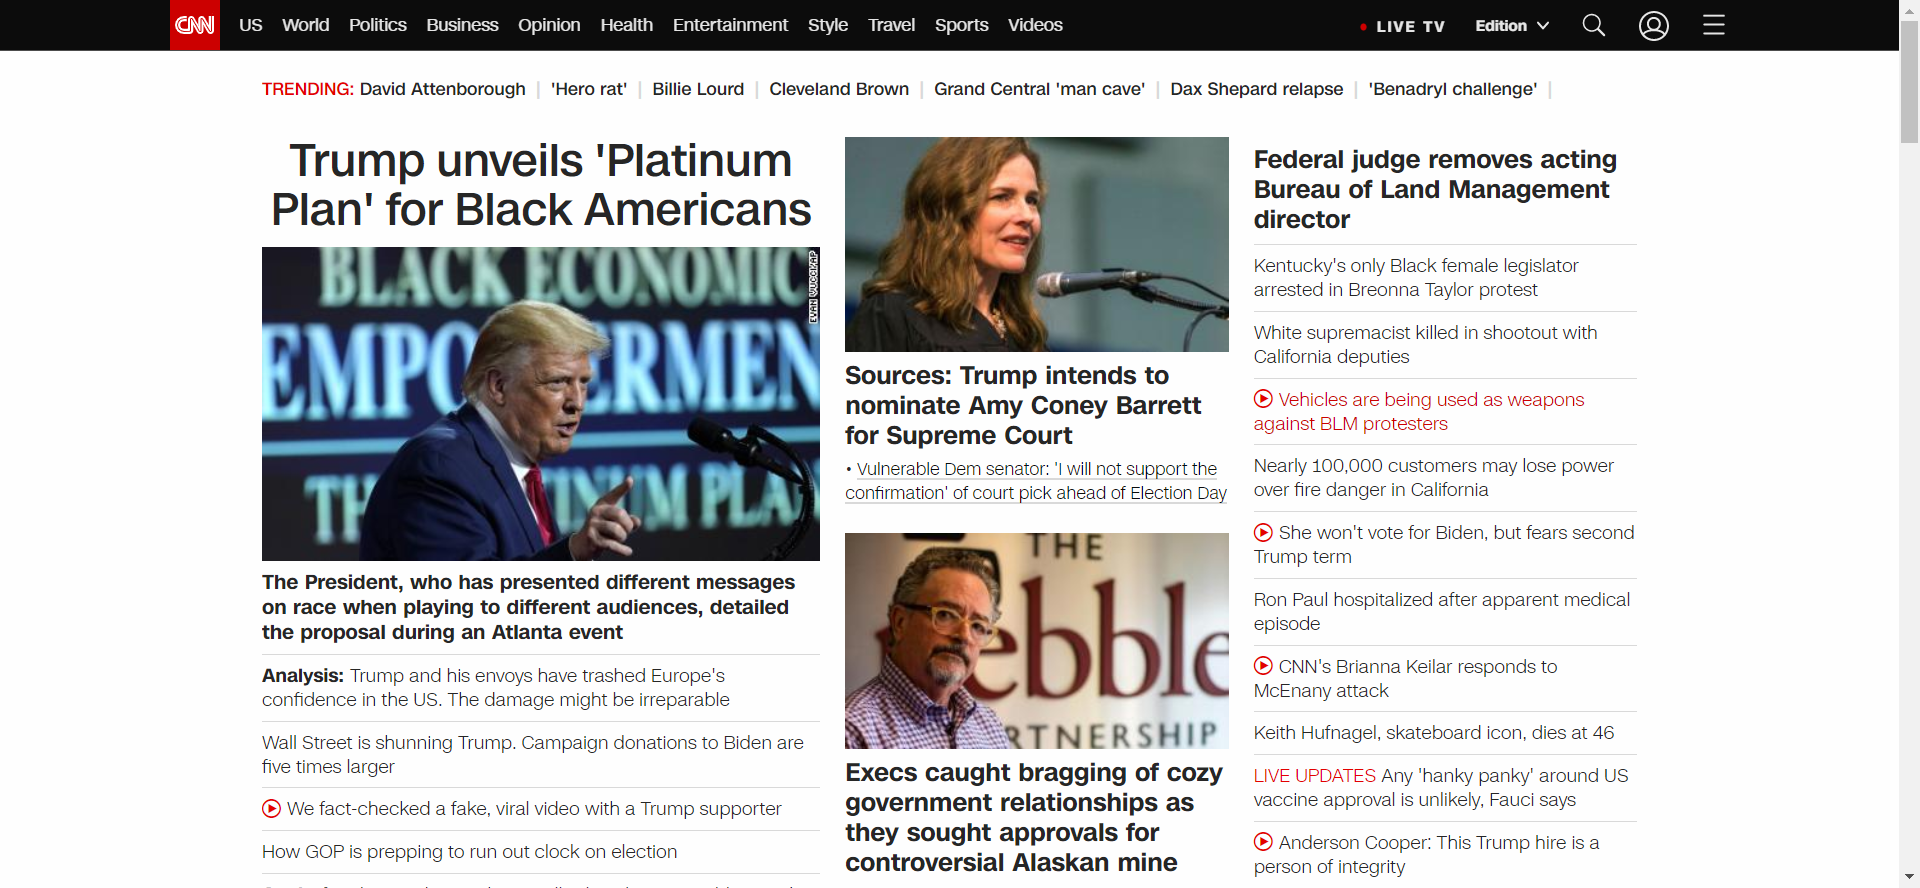 CNN
US World Politics Business Opinion Health Entertainment Style Travel Sports Videos
LIVE TV Edition
TRENDING: David Attenborough | 'Hero rat' | Billie Lourd | Cleveland Brown | Grand Central 'man cave' | Dax Shepard relapse | 'Benadryl challenge' |
Trump unveils 'Platinum
Plan' for Black Americans
BLACK ECONOMIC
EMPO ERMEN
TH TINUM PLA
EVAN VUCCI/AP
The President, who has presented different messages
on race when playing to different audiences, detailed
the proposal during an Atlanta event
Analysis: Trump and his envoys have trashed Europe's
confidence in the US. The damage might be irreparable
Wall Street is shunning Trump. Campaign donations to Biden are
five times larger
We fact-checked a fake, viral video with a Trump supporter
How GOP is prepping to run out clock on election
Sources: Trump intends to
nominate Amy Coney Barrett
for Supreme Court
• Vulnerable Dem senator: 'I will not support the
confirmation' of court pick ahead of Election Day
THE
ebble
RTNERSHIP
Execs caught bragging of cozy
government relationships as
they sought approvals for
controversial Alaskan mine
Federal judge removes acting
Bureau of Land Management
director
Kentucky's only Black female legislator
arrested in Breonna Taylor protest
White supremacist killed in shootout with
California deputies
Vehicles are being used as weapons
against BLM protesters
Nearly 100,000 customers may lose power
over fire danger in California
She won't vote for Biden, but fears second
Trump term
Ron Paul hospitalized after apparent medical
episode
CNN's Brianna Keilar responds to
McEnany attack
Keith Hufnagel, skateboard icon, dies at 46
LIVE UPDATES Any 'hanky panky' around US
vaccine approval is unlikely, Fauci says
Anderson Cooper: This Trump hire is a
person of integrity